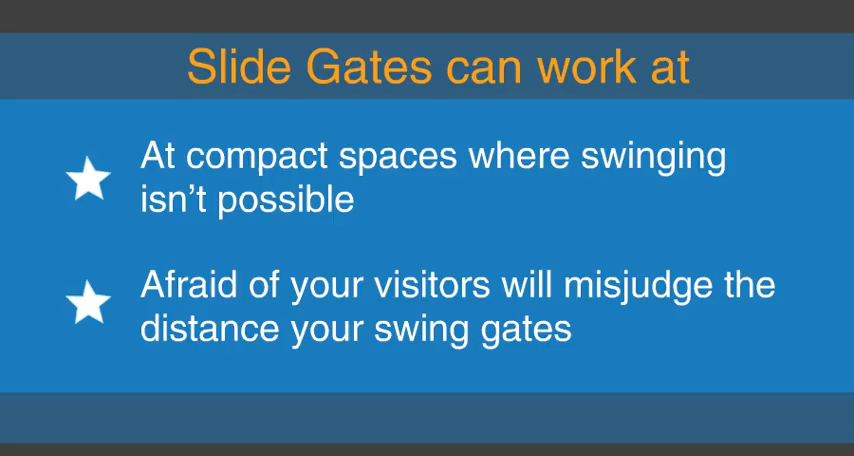 Slide Gates can work at
At compact spaces where swinging
isn’t possible
Afraid of your visitors will misjudge the
distance your swing gates